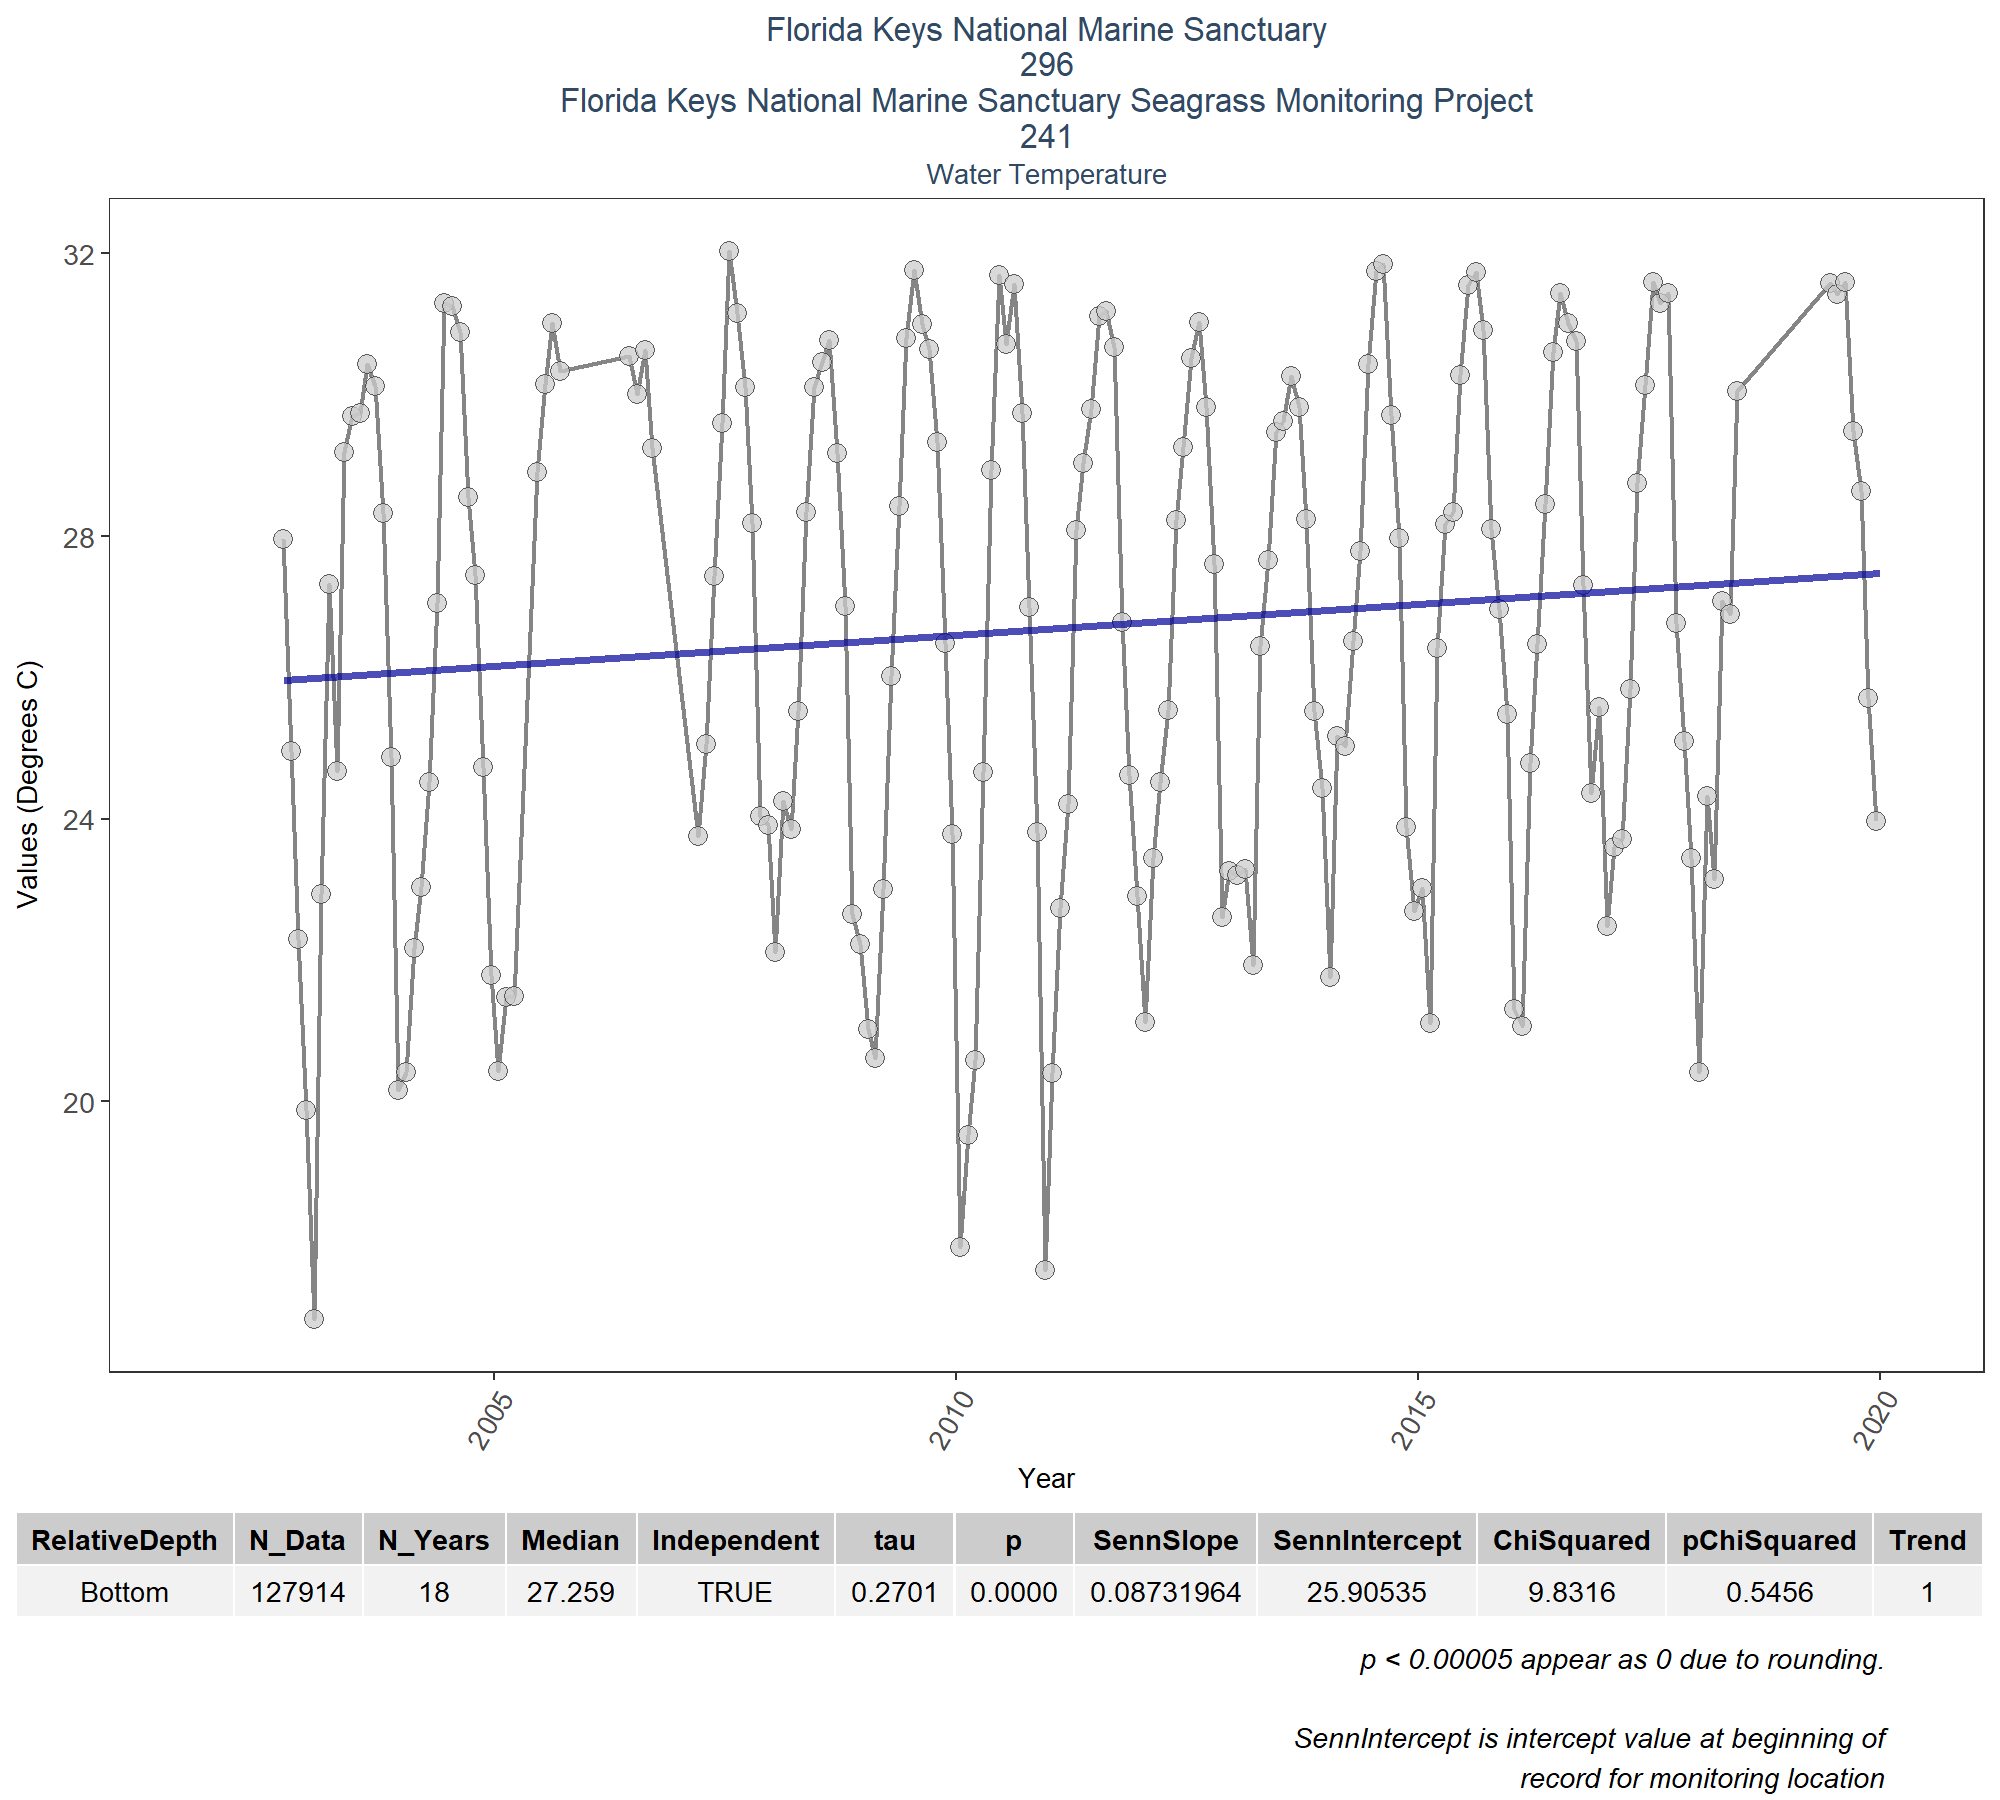 Florida Keys National Marine Sanctuary
296
Florida Keys National Marine Sanctuary Seagrass Monitoring Project
241
Water Temperature
Values (Degrees C)
32
28
24
20
2005
2010
2015
2020
Year
RelativeDepth N_Data N_Years Median Independent tau p SennSlope SennIntercept ChiSquared pChiSquared Trend
Bottom 127914 18 27.259 TRUE 0.2701 0.0000 0.08731964 25.90535 9.8316 0.5456 1
p < 0.00005 appear as 0 due to rounding.
SennIntercept is intercept value at beginning of
record for monitoring location